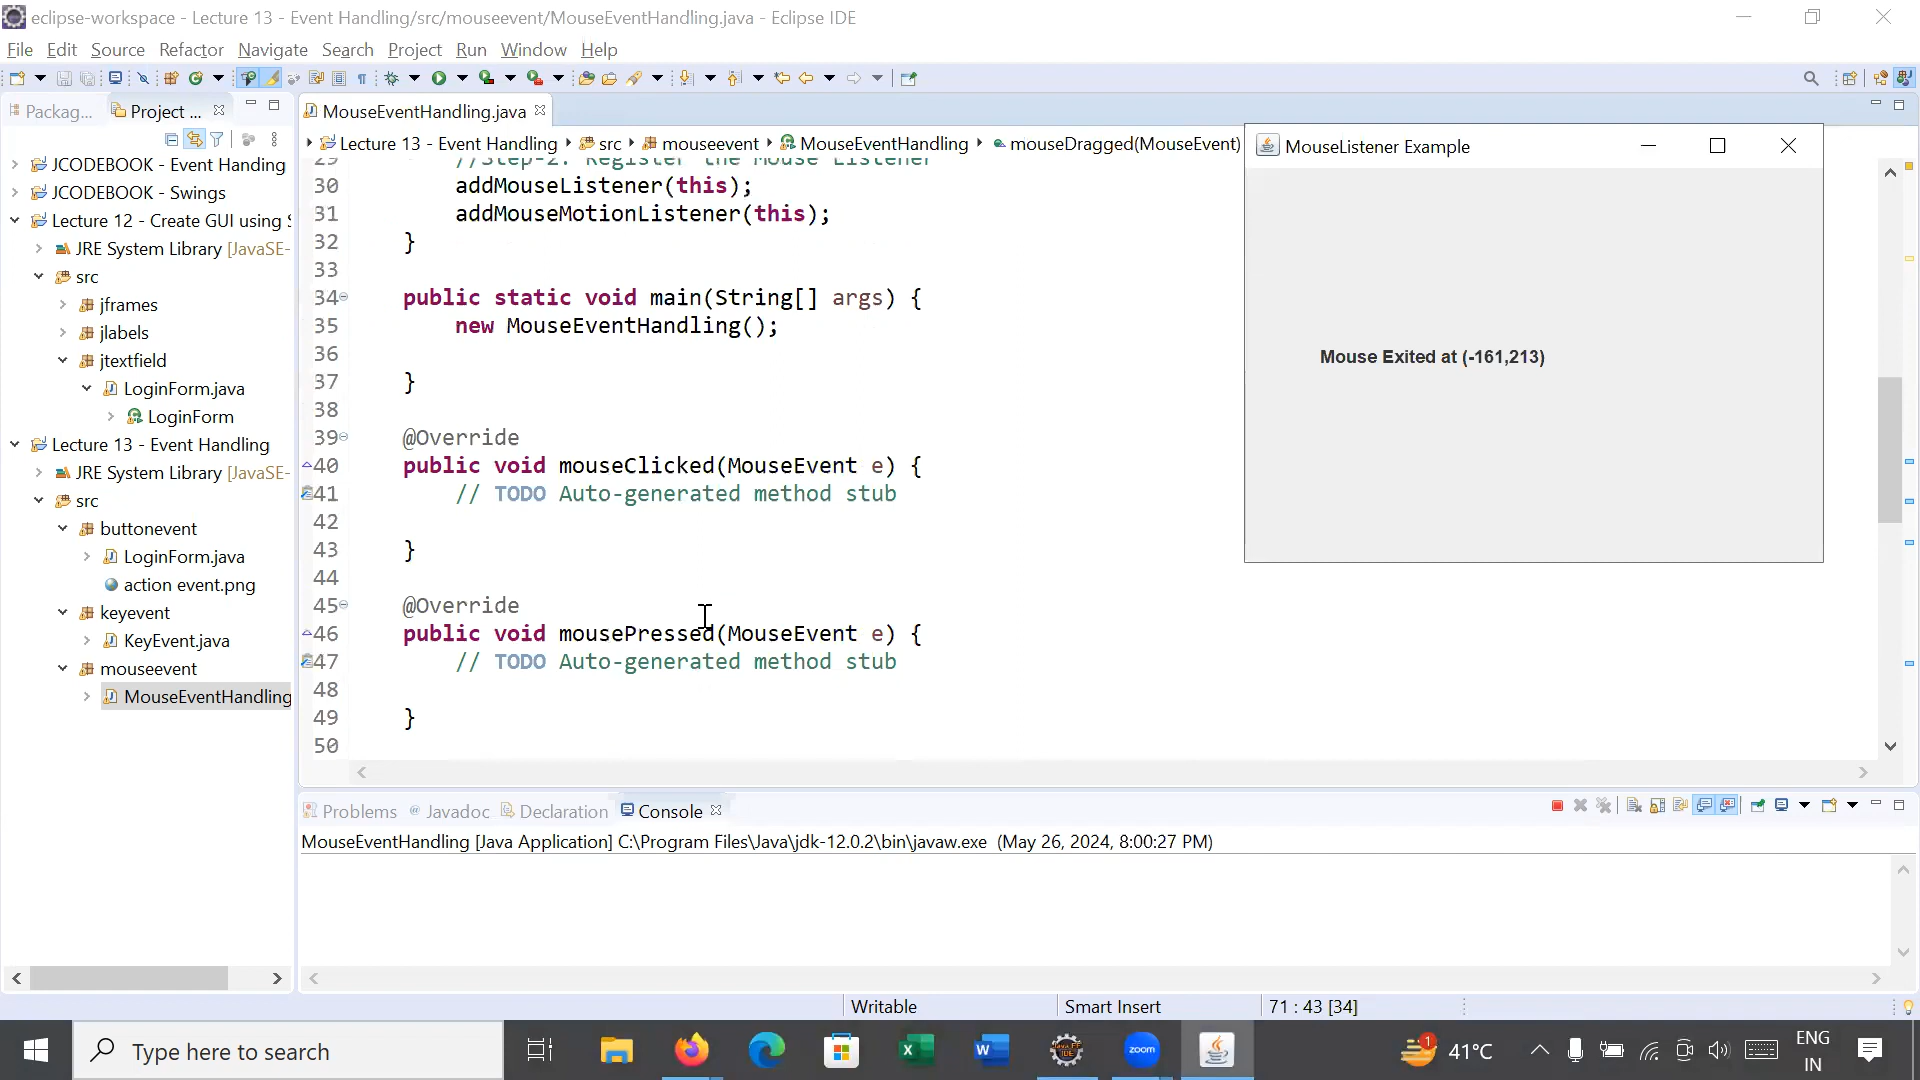 eclipse-workspace - Lecture 13 - Event Handling/src/mouseevent/MouseEventHandling.java - Eclipse IDE
File Edit Source Refactor Navigate Search Project Run Window Help
Packag... Project ...
MouseEventHandling.java
Lecture 13 - Event Handling src mouseevent MouseEventHandling mouseDragged(MouseEvent)
JCODEBOOK - Event Handing
JCODEBOOK - Swings
Lecture 12 - Create GUI using S
JRE System Library [JavaSE-
src
jframes
jlabels
jtextfield
LoginForm.java
LoginForm
Lecture 13 - Event Handling
JRE System Library [JavaSE-
src
buttonevent
LoginForm.java
action event.png
keyevent
KeyEvent.java
mouseevent
MouseEventHandling
29 //Step-2: Register the Mouse Listener
30 addMouseListener(this);
31 addMouseMotionListener(this);
32 }
33
34 public static void main(String[] args) {
35 new MouseEventHandling();
36
37 }
38
39 @Override
40 public void mouseClicked(MouseEvent e) {
41 // TODO Auto-generated method stub
42
43 }
44
45 @Override
46 public void mousePressed(MouseEvent e) {
47 // TODO Auto-generated method stub
48
49 }
50
MouseListener Example
Mouse Exited at (-161,213)
Problems @ Javadoc Declaration Console
MouseEventHandling [Java Application] C:\Program Files\Java\jdk-12.0.2\bin\javaw.exe (May 26, 2024, 8:00:27 PM)
Writable Smart Insert 71 : 43 [34]
Type here to search
zoom
1
41°C
ENG
IN